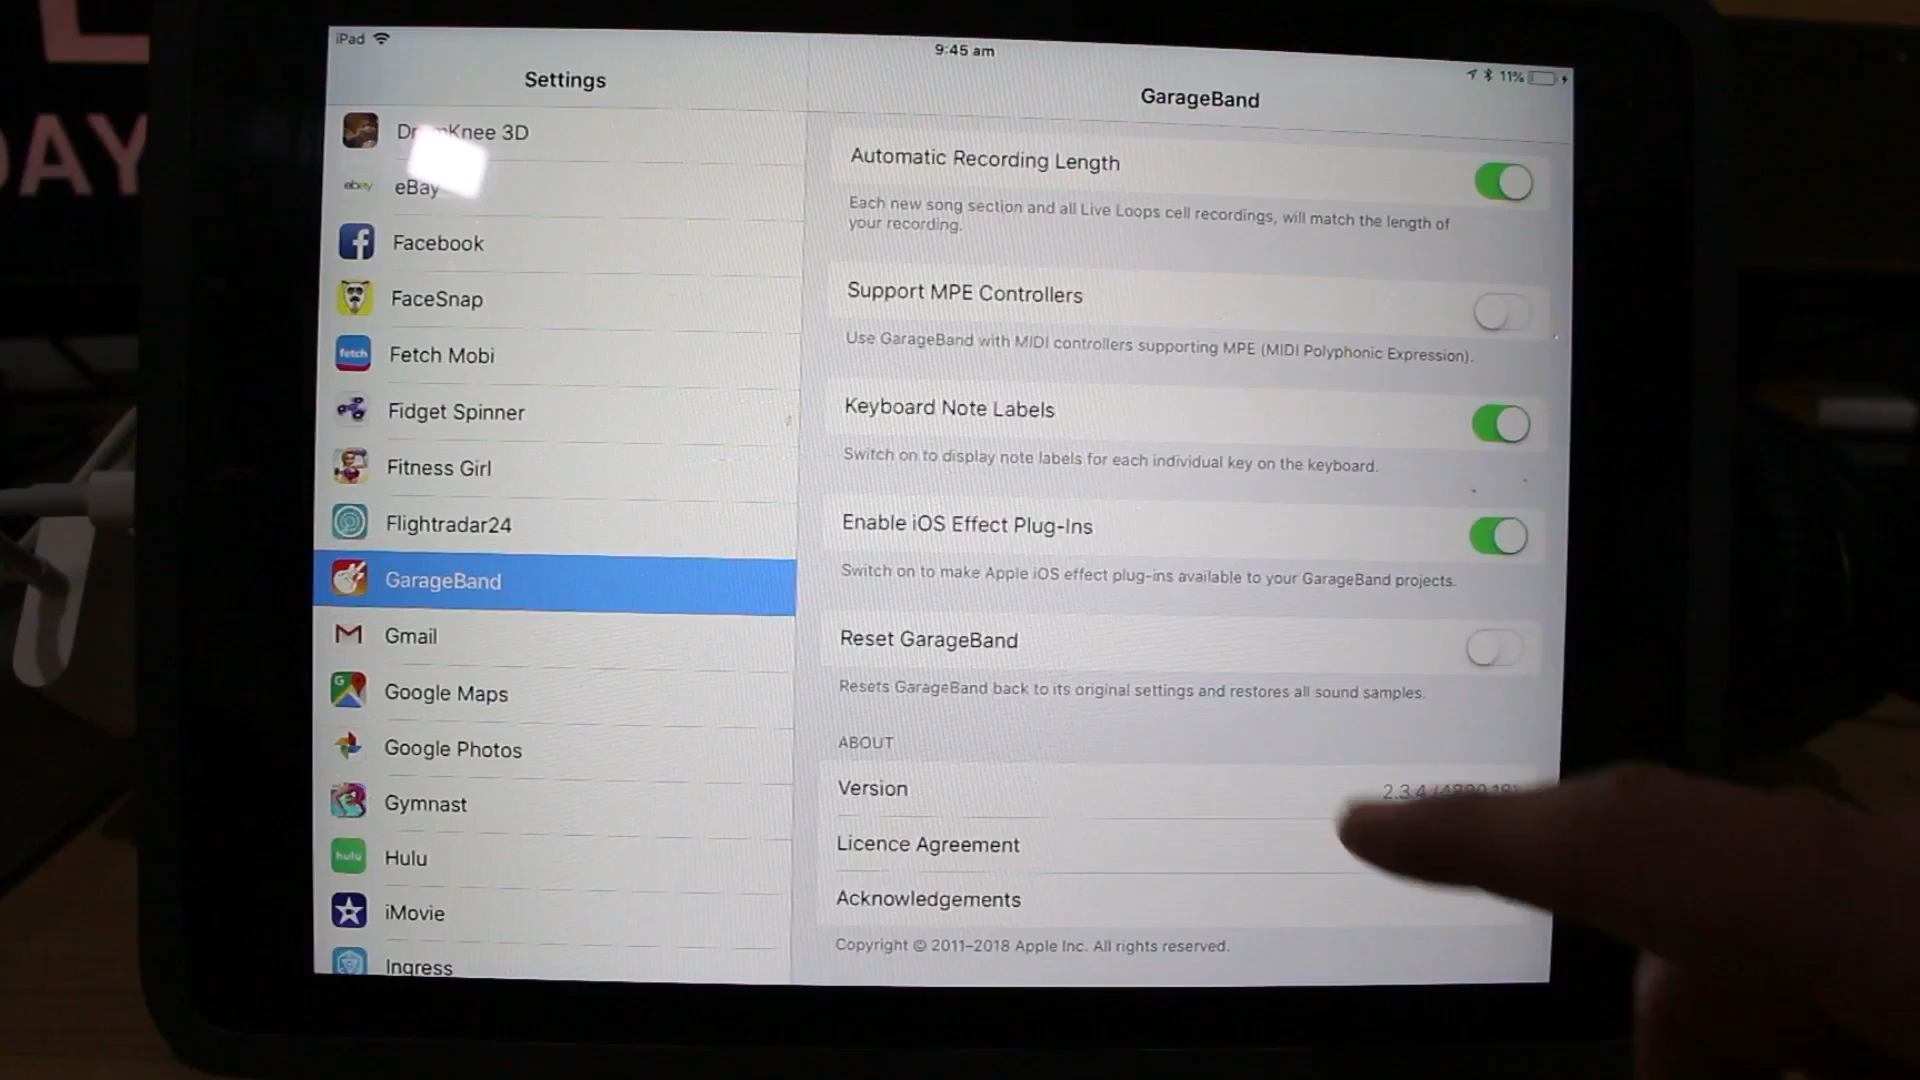 iPad
9:45 am
11%
Settings
GarageBand
Knee 3D
ebay
eBay
Facebook
FaceSnap
fetch
Fetch Mobi
Fidget Spinner
Fitness Girl
Flightradar24
GarageBand
Gmail
G
Google Maps
Google Photos
Gymnast
hulu
Hulu
iMovie
Ingress
Automatic Recording Length
Each new song section and all Live Loops cell recordings, will match the length of
your recording.
Support MPE Controllers
Use GarageBand with MIDI controllers supporting MPE (MIDI Polyphonic Expression).
Keyboard Note Labels
Switch on to display note labels for each individual key on the keyboard.
Enable iOS Effect Plug-Ins
Switch on to make Apple iOS effect plug-ins available to your GarageBand projects.
Reset GarageBand
Resets GarageBand back to its original settings and restores all sound samples.
ABOUT
Version 2.3.4
Licence Agreement
Acknowledgements
Copyright © 2011–2018 Apple Inc. All rights reserved.